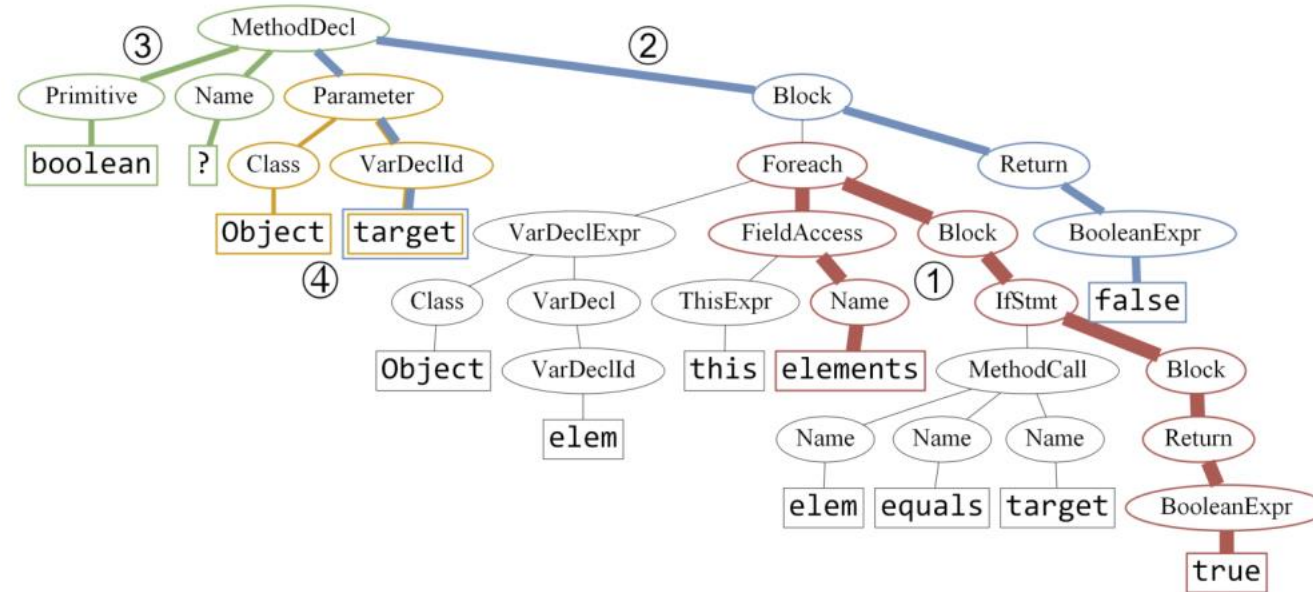 MethodDecl
③
②
Primitive
Name
Parameter
Block
boolean
?
Class
VarDeclId
Foreach
Return
Object
target
VarDeclExpr
FieldAccess
Block
BooleanExpr
④
①
Class
VarDecl
ThisExpr
Name
IfStmt
false
Object
VarDeclId
this
elements
MethodCall
Block
elem
Name
Name
Name
Return
elem
equals
target
BooleanExpr
true